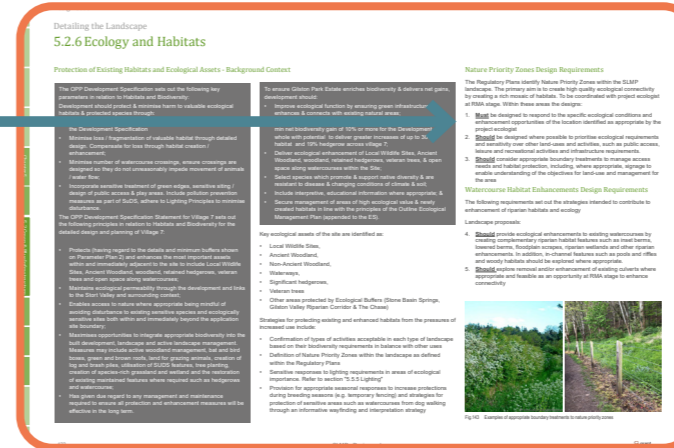 Detailing the Landscape
5.2.6 Ecology and Habitats
Protection of Existing Habitats and Ecological Assets - Background Context
The OPP Development Specification sets out the following key
parameters in relation to Habitats and Biodiversity:
Development should protect & minimise harm to valuable ecological
habitats & protected species through:
the Development Specification
Minimise loss / fragmentation of valuable habitat through detailed
design. Compensate for loss through habitat creation /
enhancement;
• Minimise number of watercourse crossings, ensure crossings are
designed so they do not unreasonably impede movement of animals
/ water flow;
• Incorporate sensitive treatment of green edges, sensitive siting /
design of public access & play areas. Include pollution prevention
measures as part of SuDS, adhere to Lighting Principles to minimise
disturbance.
The OPP Development Specification Statement for Village 7 sets out
the following principles in relation to Habitats and Biodiversity for the
detailed design and planning of Village 7:
• Protects (having regard to the details and minimum buffers shown
on Parameter Plan 2) and enhances the most important assets
within and immediately adjacent to the site to include Local Wildlife
Sites, Ancient Woodland, woodland, retained hedgerows, veteran trees
and open space along watercourses;
• Maintains ecological permeability through the development and links
to the Stort Valley and surrounding context;
• Enables access to nature where appropriate being mindful of
avoiding disturbance to existing sensitive species and ecologically
sensitive sites both within and immediately beyond the application
site boundary;
• Maximises opportunities to integrate appropriate biodiversity into the
built development, landscape and active landscape management.
Measures may include active woodland management, bat and bird
boxes, green and brown roofs, land for grazing animals, creation of
log and brash piles, utilisation of SUDS features, tree planting,
creation of species-rich grassland and wetland and the restoration
of existing maintained features where required such as hedgerows
and watercourse;
• Has given due regard to any management and maintenance
required to ensure all protection and enhancement measures will be
effective in the long term.
To ensure Gilston Park Estate enriches biodiversity & delivers net gains,
development should:
• Improve ecological function by ensuring green infrastructure
enhances & connects with existing natural areas;
min net biodiversity gain of 10% or more for the Development
whole with potential to deliver greater increases of up to
habitat and 19% hedgerow across village 7;
• Deliver ecological enhancement of Local Wildlife Sites, Ancient
Woodland, woodland, retained hedgerows, veteran trees, & open
space along watercourses within the Site;
• Select species which promote & support native diversity & are
resistant to disease & changing conditions of climate & soil;
• Include interpretive, educational information where appropriate; &
• Secure management of areas of high ecological value & newly
created habitats in line with the principles of the Outline Ecological
Management Plan (appended to the ES).
Key ecological assets of the site are identified as:
• Local Wildlife Sites,
• Ancient Woodland,
• Non-Ancient Woodland,
• Waterways,
• Significant hedgerows,
• Veteran trees
• Other areas protected by Ecological Buffers (Stone Basin Springs,
Gilston Valley Riparian Corridor & The Chase)
Strategies for protecting existing and enhanced habitats from the pressures of
increased use include:
• Confirmation of types of activities acceptable in each type of landscape
based on their biodiversity requirements in balance with other uses
• Definition of Nature Priority Zones within the landscape as defined
within the Regulatory Plans
• Sensitive responses to lighting requirements in areas of ecological
importance. Refer to section "5.5.5 Lighting"
• Provision for appropriate seasonal responses to increase protections
during breeding seasons (e.g. temporary fencing) and strategies for
protection of sensitive areas such as watercourses from dog walking
through an informative wayfinding and interpretation strategy
Nature Priority Zones Design Requirements
The Regulatory Plans identify Nature Priority Zones within the SLMP
landscape. The primary aim is to create high quality ecological connectivity
by creating a rich mosaic of habitats. To be coordinated with project ecologist
at RMA stage. Within these areas the designs:
1. Must be designed to respond to the specific ecological conditions and
enhancement opportunities of the location identified as appropriate by the
project ecologist
2. Should be designed where possible to prioritise ecological requirements
and sensitivity over other land-uses and activities, such as public access,
leisure and recreational activities and infrastructure requirements.
3. Should consider appropriate boundary treatments to manage access
needs and habitat protection, including, where appropriate, signage to
enable understanding of the objectives for land-use and management for
the area
Watercourse Habitat Enhancements Design Requirements
The following requirements set out the strategies intended to contribute to
enhancement of riparian habitats and ecology
Landscape proposals:
4. Should provide ecological enhancements to existing watercourses by
creating complementary riparian habitat features such as inset berms,
lowered berms, floodplain scrapes, riparian wetlands and other riparian
enhancements. In addition, in-channel features such as pools and riffles
and woody habitats should be explored where appropriate.
5. Should explore removal and/or enhancement of existing culverts where
appropriate and feasible as an opportunity at RMA stage to enhance
connectivity
Fig.143 Examples of appropriate boundary treatments to nature priority zones